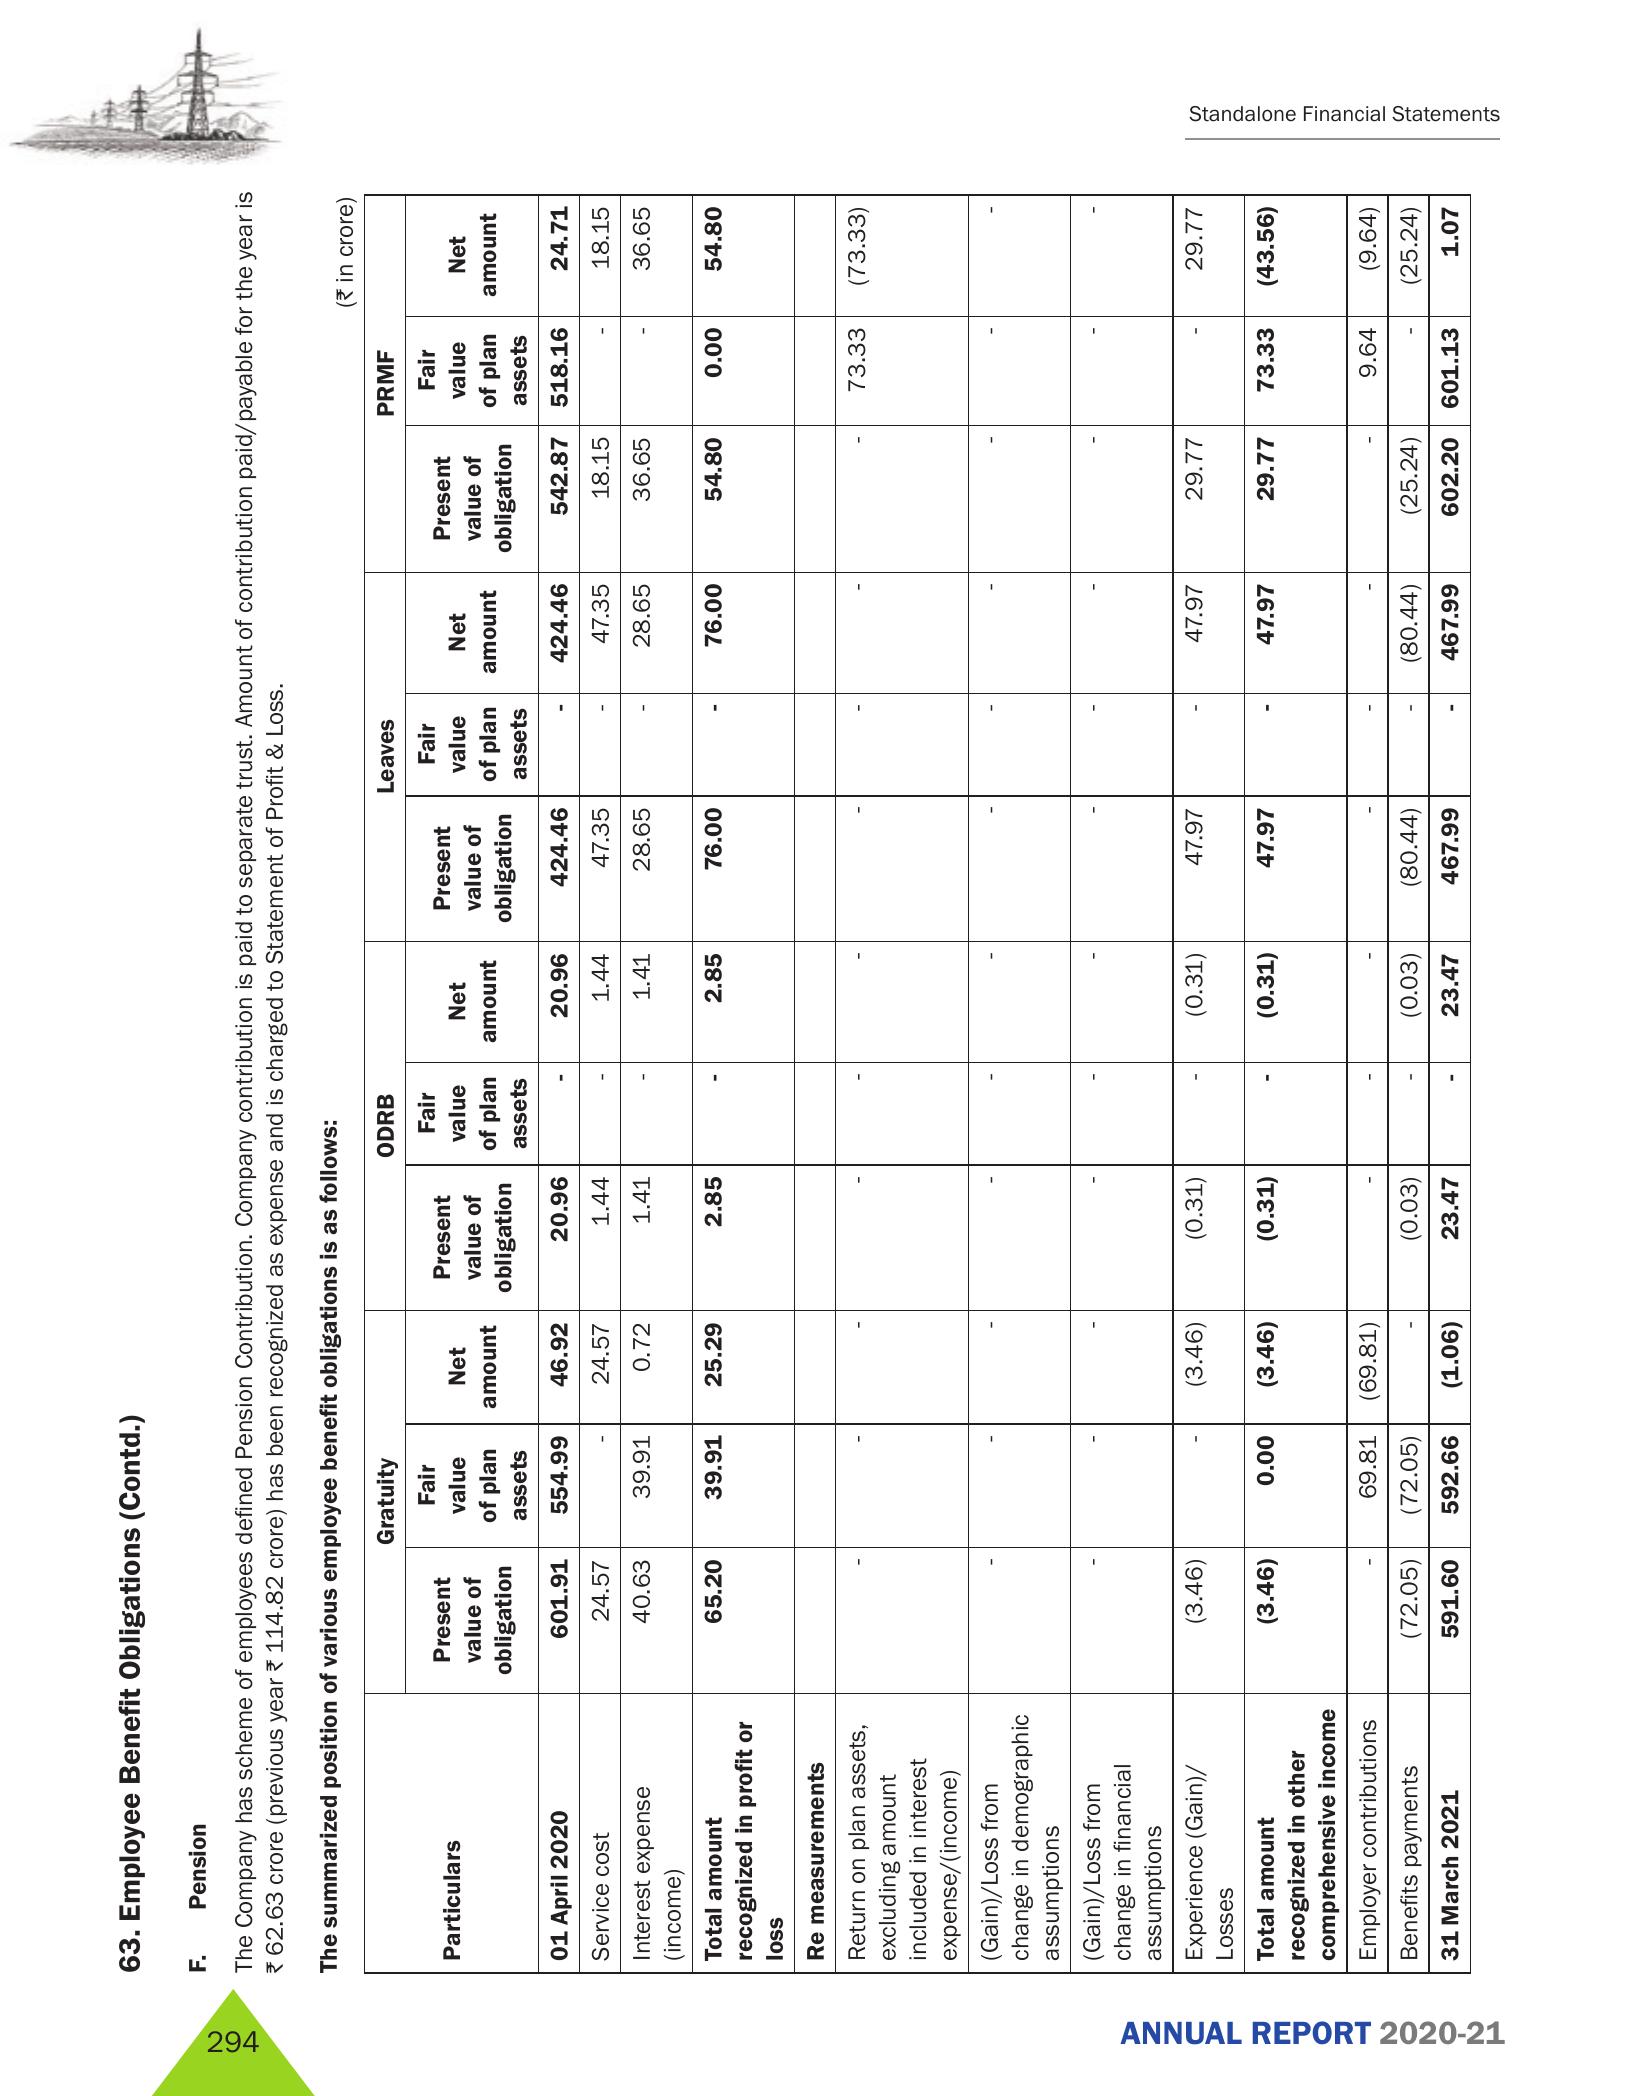 Standalone Financial Statements
63. Employee Benefit Obligations (Contd.)
F. Pension
The Company has scheme of employees defined Pension Contribution. Company contribution is paid to separate trust. Amount of contribution paid/payable for the year is
₹ 62.63 crore (previous year ₹ 114.82 crore) has been recognized as expense and is charged to Statement of Profit & Loss.
The summarized position of various employee benefit obligations is as follows:
(₹ in crore)
Particulars Gratuity ODRB Leaves PRMF
Present value of obligation Fair value of plan assets Net amount Present value of obligation Fair value of plan assets Net amount Present value of obligation Fair value of plan assets Net amount Present value of obligation Fair value of plan assets Net amount
01 April 2020 601.91 554.99 46.92 20.96 - 20.96 424.46 - 424.46 542.87 518.16 24.71
Service cost 24.57 - 24.57 1.44 - 1.44 47.35 - 47.35 18.15 - 18.15
Interest expense (income) 40.63 39.91 0.72 1.41 - 1.41 28.65 - 28.65 36.65 - 36.65
Total amount recognized in profit or loss 65.20 39.91 25.29 2.85 - 2.85 76.00 - 76.00 54.80 0.00 54.80
Re measurements
Return on plan assets, excluding amount included in interest expense/(income) - - - - - - - - - - 73.33 (73.33)
(Gain)/Loss from change in demographic assumptions - - - - - - - - - - - -
(Gain)/Loss from change in financial assumptions - - - - - - - - - - - -
Experience (Gain)/ Losses (3.46) - (3.46) (0.31) - (0.31) 47.97 - 47.97 29.77 - 29.77
Total amount recognized in other comprehensive income (3.46) 0.00 (3.46) (0.31) - (0.31) 47.97 - 47.97 29.77 73.33 (43.56)
Employer contributions - 69.81 (69.81) - - - - - - - 9.64 (9.64)
Benefits payments (72.05) (72.05) - (0.03) - (0.03) (80.44) - (80.44) (25.24) - (25.24)
31 March 2021 591.60 592.66 (1.06) 23.47 - 23.47 467.99 - 467.99 602.20 601.13 1.07
294
ANNUAL REPORT 2020-21